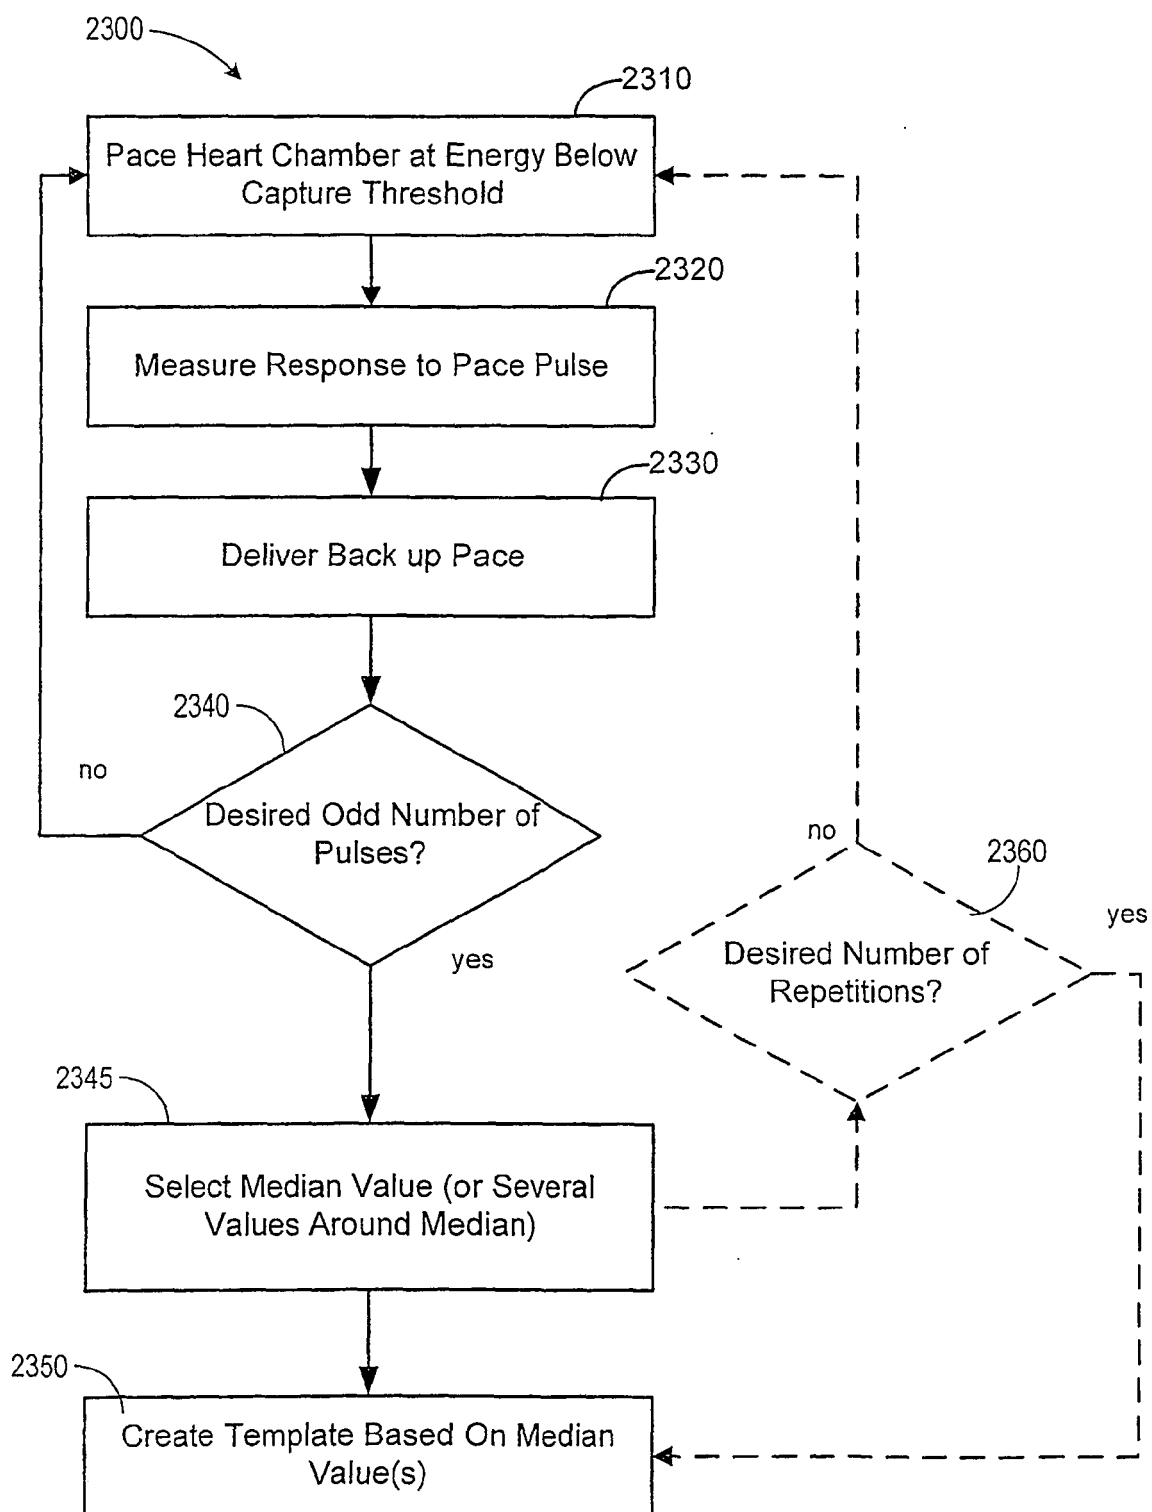 2300
2310
Pace Heart Chamber at Energy Below
Capture Threshold
2320
Measure Response to Pace Pulse
2330
Deliver Back up Pace
2340
no
Desired Odd Number of
Pulses?
yes
no
2360
yes
Desired Number of
Repetitions?
2345
Select Median Value (or Several
Values Around Median)
2350
Create Template Based On Median
Value(s)